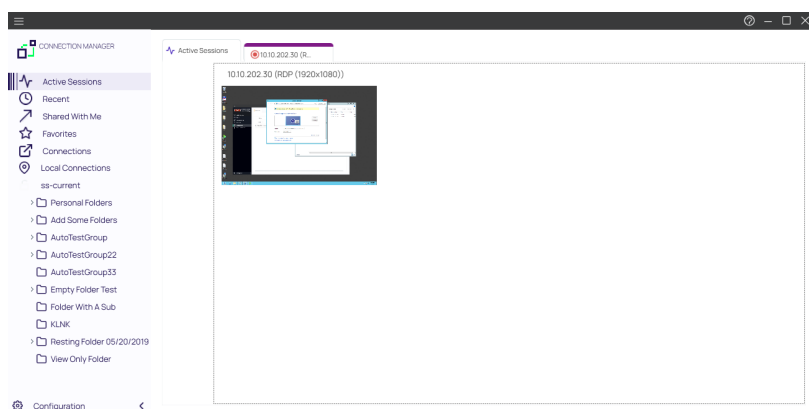 CONNECTION MANAGER
Active Sessions
Recent
Shared With Me
Favorites
Connections
Local Connections
ss-current
Personal Folders
Add Some Folders
AutoTestGroup
AutoTestGroup22
AutoTestGroup33
Empty Folder Test
Folder With A Sub
KLNK
Resting Folder 05/20/2019
View Only Folder
Configuration
Active Sessions
10.10.202.30 (R...
10.10.202.30 (RDP (1920x1080))